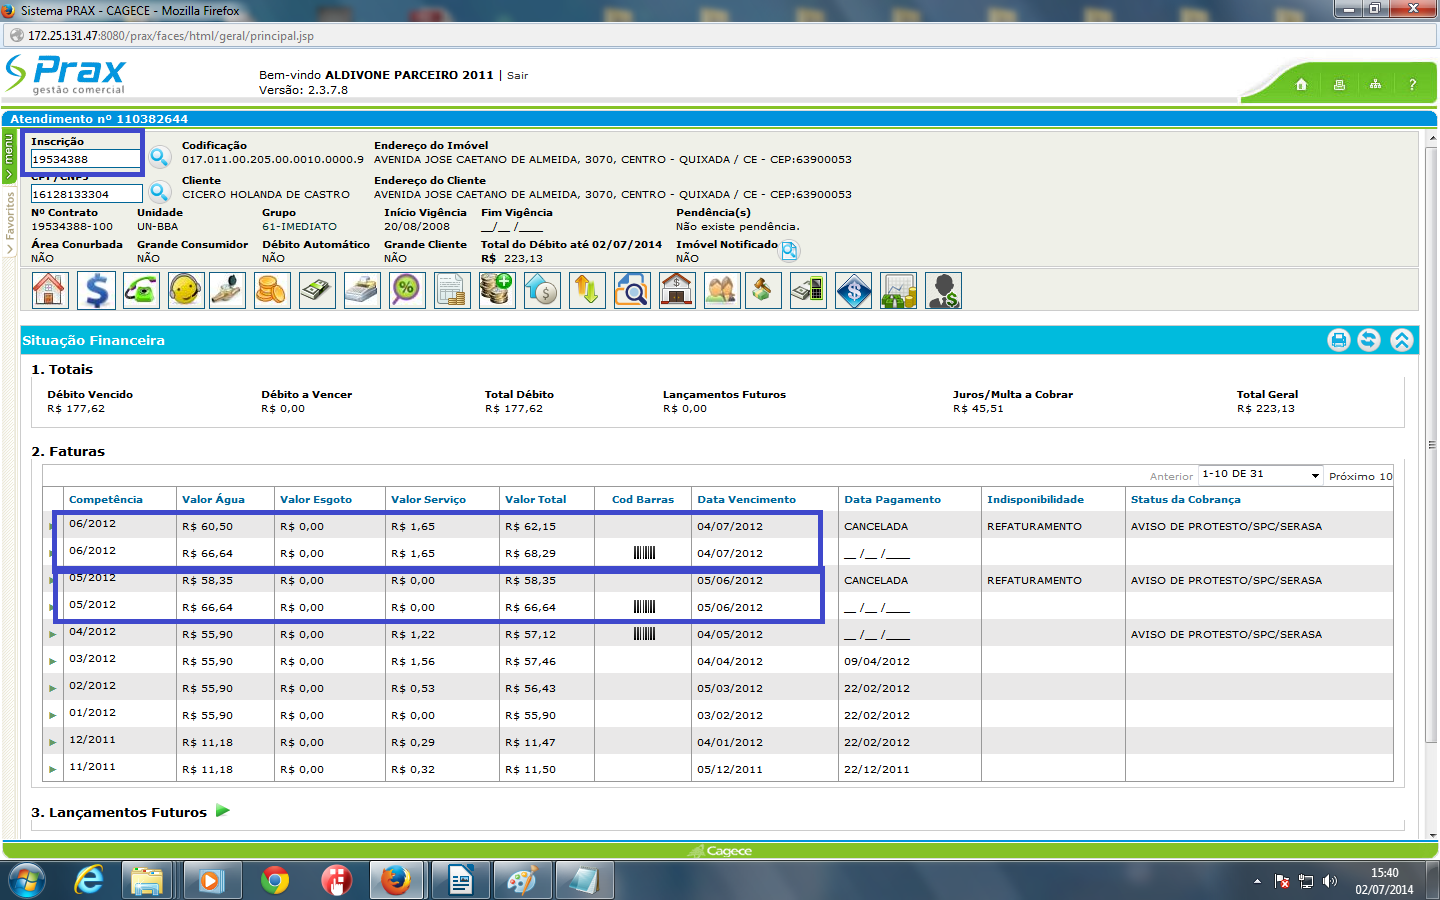 Sistema PRAX - CAGECE - Mozilla Firefox
172.25.131.47:8080/prax/faces/html/geral/principal.jsp
Prax
gestão comercial
Bem-vindo ALDIVONE PARCEIRO 2011 | Sair
Versão: 2.3.7.8
?
Atendimento nº 110382644
menu
Favoritos
Inscrição Codificação Endereço do Imóvel
19534388 017.011.00.205.00.0010.0000.9 AVENIDA JOSE CAETANO DE ALMEIDA, 3070, CENTRO - QUIXADA / CE - CEP:63900053
CPF/CNPJ Cliente Endereço do Cliente
16128133304 CICERO HOLANDA DE CASTRO AVENIDA JOSE CAETANO DE ALMEIDA, 3070, CENTRO - QUIXADA / CE - CEP:63900053
Nº Contrato Unidade Grupo Início Vigência Fim Vigência Pendência(s)
19534388-100 UN-BBA 61-IMEDIATO 20/08/2008 __/__ /____ Não existe pendência.
Área Conurbada Grande Consumidor Débito Automático Grande Cliente Total do Débito até 02/07/2014 Imóvel Notificado
NÃO NÃO NÃO NÃO R$ 223,13 NÃO
Situação Financeira
1. Totais
Débito Vencido Débito a Vencer Total Débito Lançamentos Futuros Juros/Multa a Cobrar Total Geral
R$ 177,62 R$ 0,00 R$ 177,62 R$ 0,00 R$ 45,51 R$ 223,13
2. Faturas
Anterior 1-10 DE 31 Próximo 10
Competência Valor Água Valor Esgoto Valor Serviço Valor Total Cod Barras Data Vencimento Data Pagamento Indisponibilidade Status da Cobrança
06/2012 R$ 60,50 R$ 0,00 R$ 1,65 R$ 62,15 04/07/2012 CANCELADA REFATURAMENTO AVISO DE PROTESTO/SPC/SERASA
06/2012 R$ 66,64 R$ 0,00 R$ 1,65 R$ 68,29 04/07/2012 __ /__ /____
05/2012 R$ 58,35 R$ 0,00 R$ 0,00 R$ 58,35 05/06/2012 CANCELADA REFATURAMENTO AVISO DE PROTESTO/SPC/SERASA
05/2012 R$ 66,64 R$ 0,00 R$ 0,00 R$ 66,64 05/06/2012 __ /__ /____
04/2012 R$ 55,90 R$ 0,00 R$ 1,22 R$ 57,12 04/05/2012 __ /__ /____ AVISO DE PROTESTO/SPC/SERASA
03/2012 R$ 55,90 R$ 0,00 R$ 1,56 R$ 57,46 04/04/2012 09/04/2012
02/2012 R$ 55,90 R$ 0,00 R$ 0,53 R$ 56,43 05/03/2012 22/02/2012
01/2012 R$ 55,90 R$ 0,00 R$ 0,00 R$ 55,90 03/02/2012 22/02/2012
12/2011 R$ 11,18 R$ 0,00 R$ 0,29 R$ 11,47 04/01/2012 22/02/2012
11/2011 R$ 11,18 R$ 0,00 R$ 0,32 R$ 11,50 05/12/2011 22/12/2011
3. Lançamentos Futuros
Cagece
15:40
02/07/2014